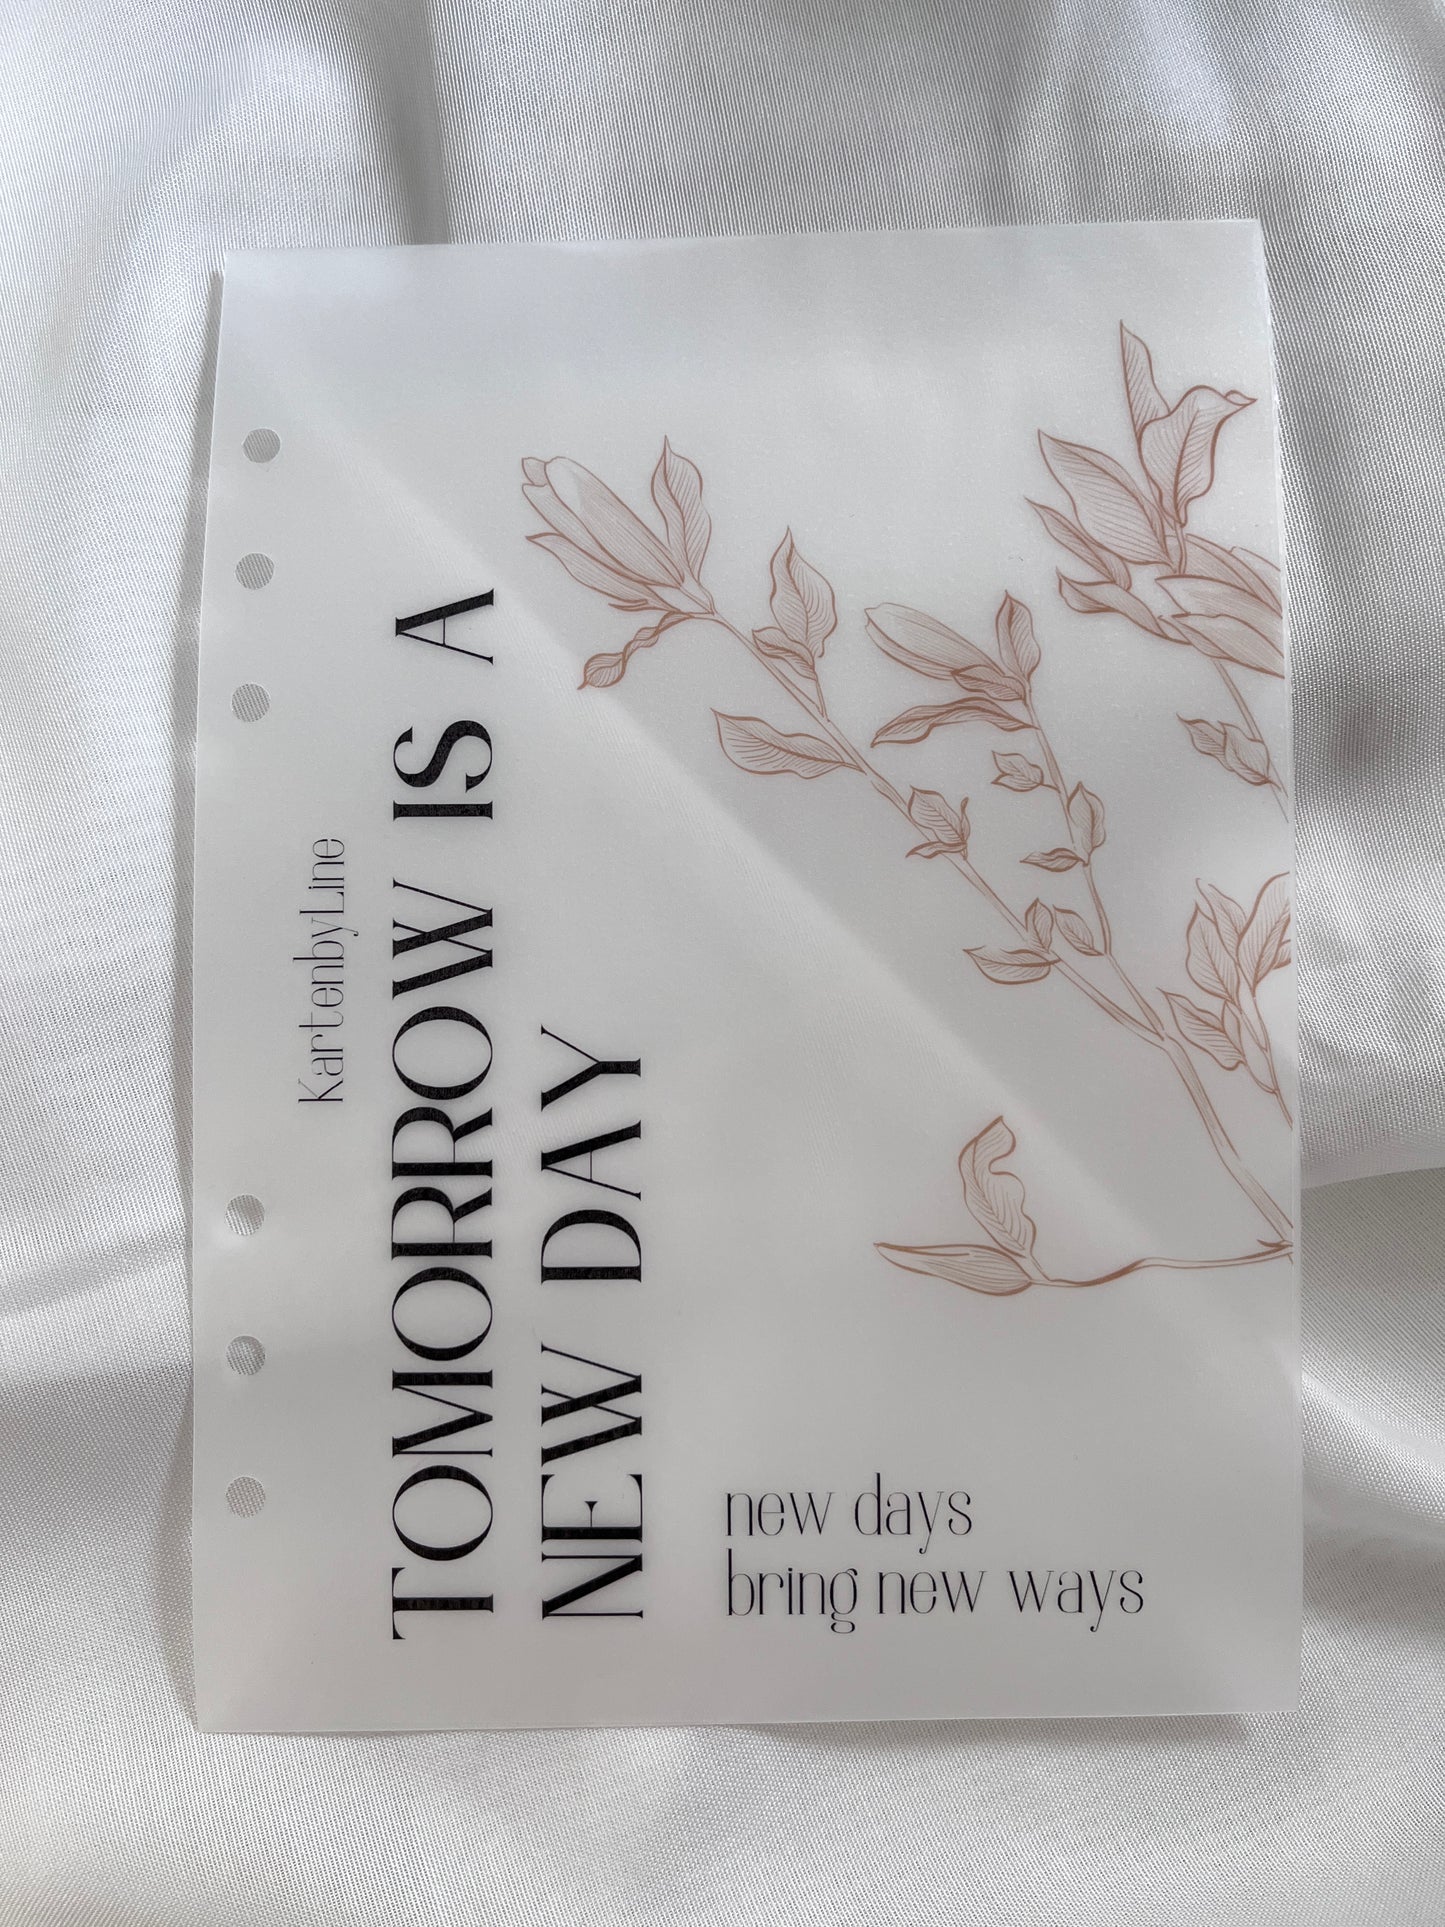 KartenbyLine
TOMORROW IS A
NEW DAY
new days
bring new ways